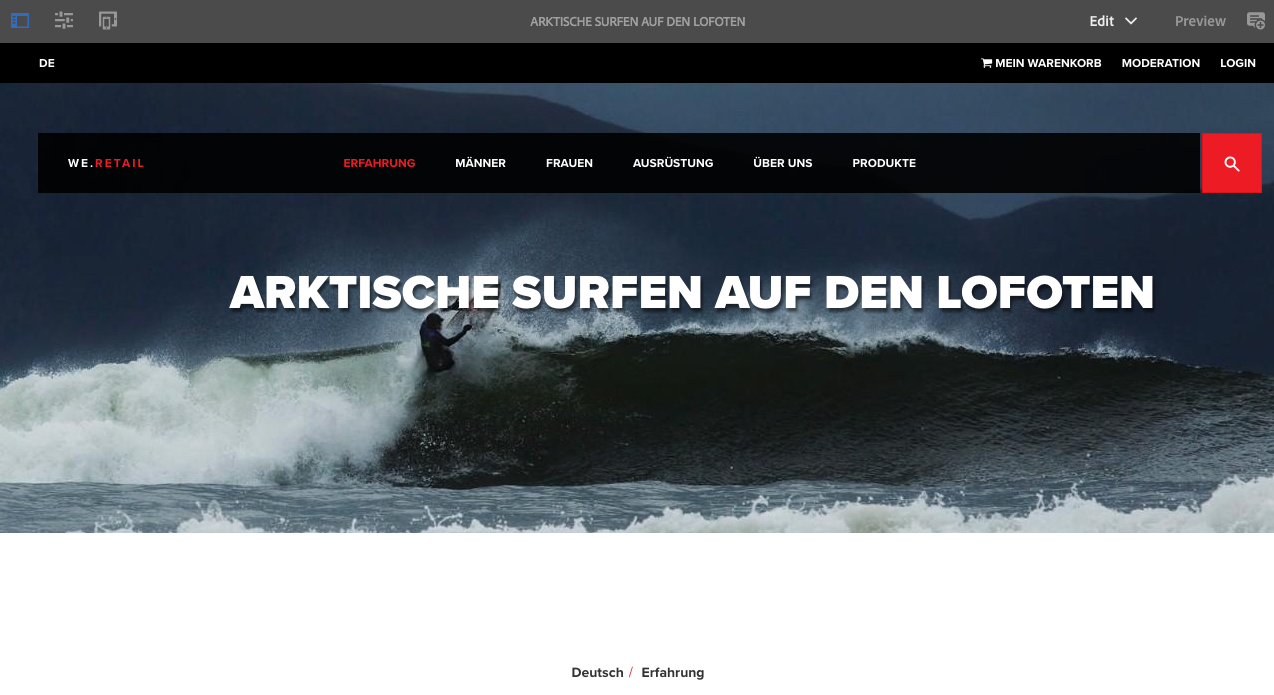 ARKTISCHE SURFEN AUF DEN LOFOTEN Edit Preview
DE MEIN WARENKORB MODERATION LOGIN
WE.RETAIL ERFAHRUNG MÄNNER FRAUEN AUSRÜSTUNG ÜBER UNS PRODUKTE
ARKTISCHE SURFEN AUF DEN LOFOTEN
Deutsch / Erfahrung